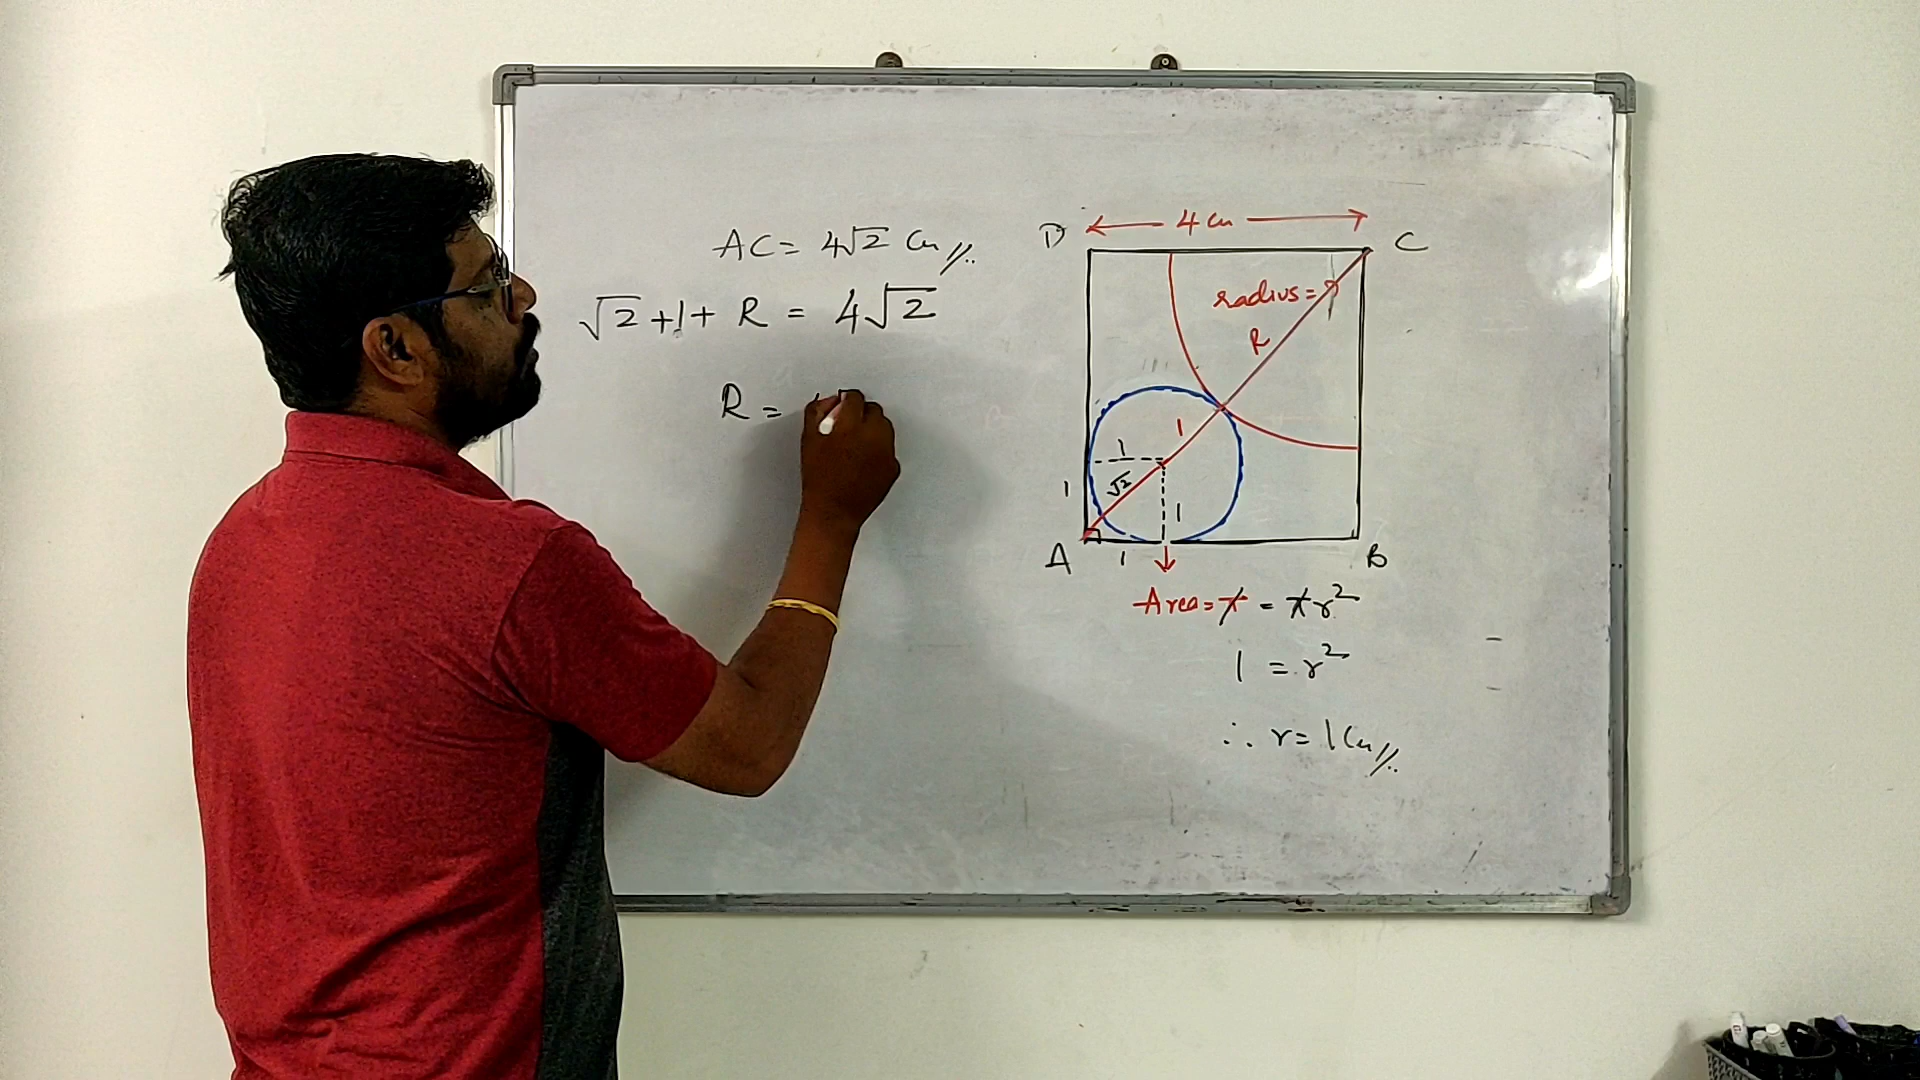 AC = 4√2 cm
√2 + 1 + R = 4√2
R =
D 4 cm C
radius = ?
R
1
1
√2
1
1
A 1 B
Area = π = πr²
1 = r²
∴ r = 1 cm